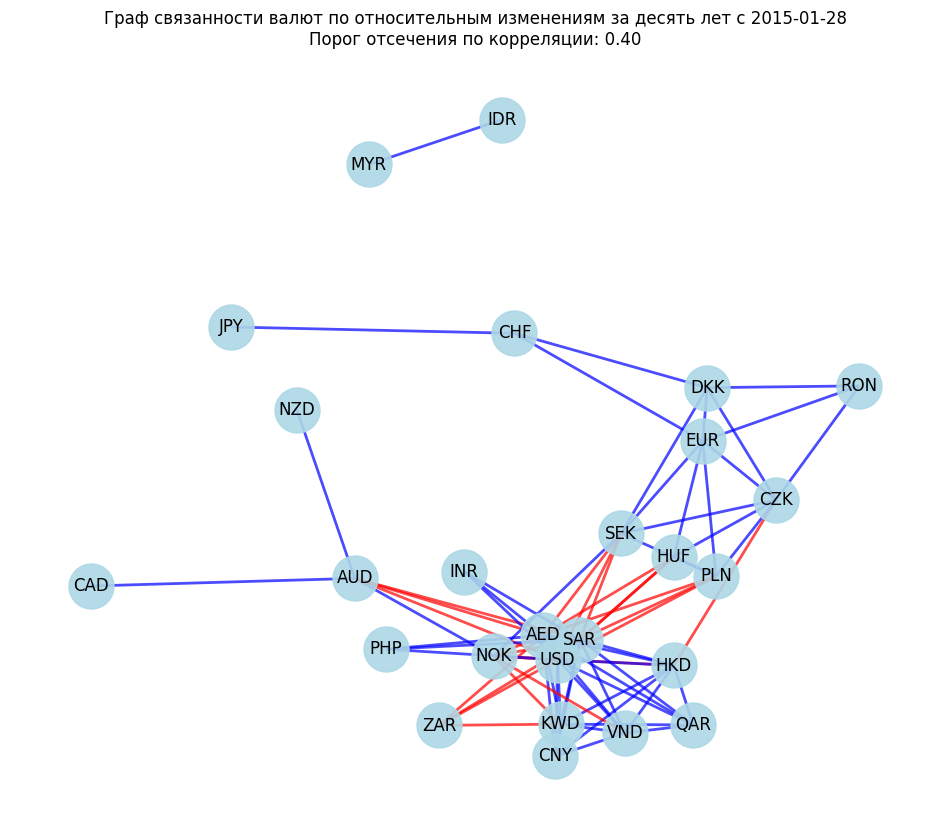 Граф связанности валют по относительным изменениям за десять лет с 2015-01-28
Порог отсечения по корреляции: 0.40
IDR
MYR
JPY
CHF
DKK
RON
NZD
EUR
CZK
SEK
HUF
INR
PLN
AUD
CAD
AED
SAR
PHP
NOK
USD
HKD
ZAR
KWD
QAR
VND
CNY